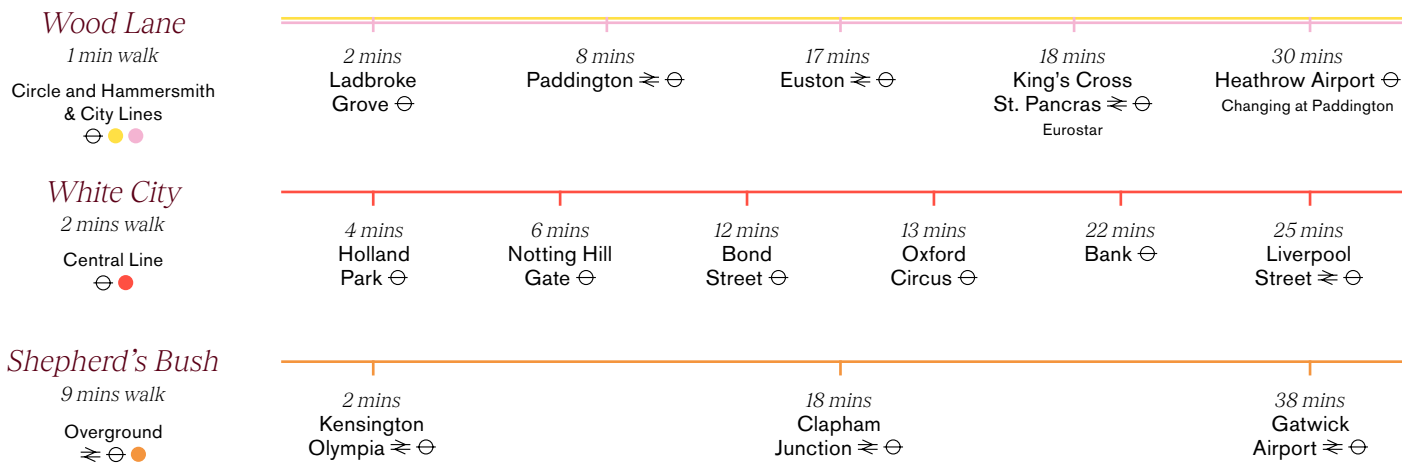 Wood Lane
1 min walk
Circle and Hammersmith
& City Lines
2 mins
Ladbroke
Grove
8 mins
Paddington
17 mins
Euston
18 mins
King's Cross
St. Pancras
Eurostar
30 mins
Heathrow Airport
Changing at Paddington
White City
2 mins walk
Central Line
4 mins
Holland
Park
6 mins
Notting Hill
Gate
12 mins
Bond
Street
13 mins
Oxford
Circus
22 mins
Bank
25 mins
Liverpool
Street
Shepherd's Bush
9 mins walk
Overground
2 mins
Kensington
Olympia
18 mins
Clapham
Junction
38 mins
Gatwick
Airport